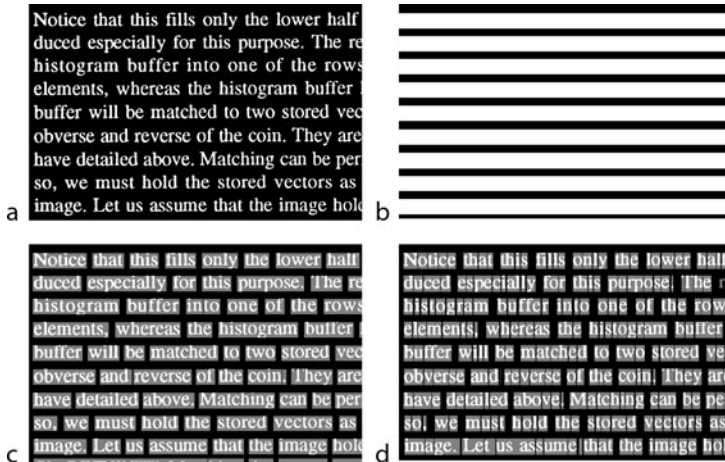 Notice that this fills only the lower half
duced especially for this purpose. The re
histogram buffer into one of the rows
elements, whereas the histogram buffer
buffer will be matched to two stored vec
obverse and reverse of the coin. They are
have detailed above. Matching can be per
so, we must hold the stored vectors as
image. Let us assume that the image hold
a
b
Notice that this fills only the lower half
duced especially for this purpose. The re
histogram buffer into one of the rows
elements, whereas the histogram buffer
buffer will be matched to two stored vec
obverse and reverse of the coin. They are
have detailed above. Matching can be per
so, we must hold the stored vectors as
image. Let us assume that the image hold
c
Notice that this fills only the lower half
duced especially for this purpose. The r
histogram buffer into one of the rows
elements, whereas the histogram buffer
buffer will be matched to two stored ve
obverse and reverse of the coin. They are
have detailed above. Matching can be per
so, we must hold the stored vectors as
image. Let us assume that the image hol
d